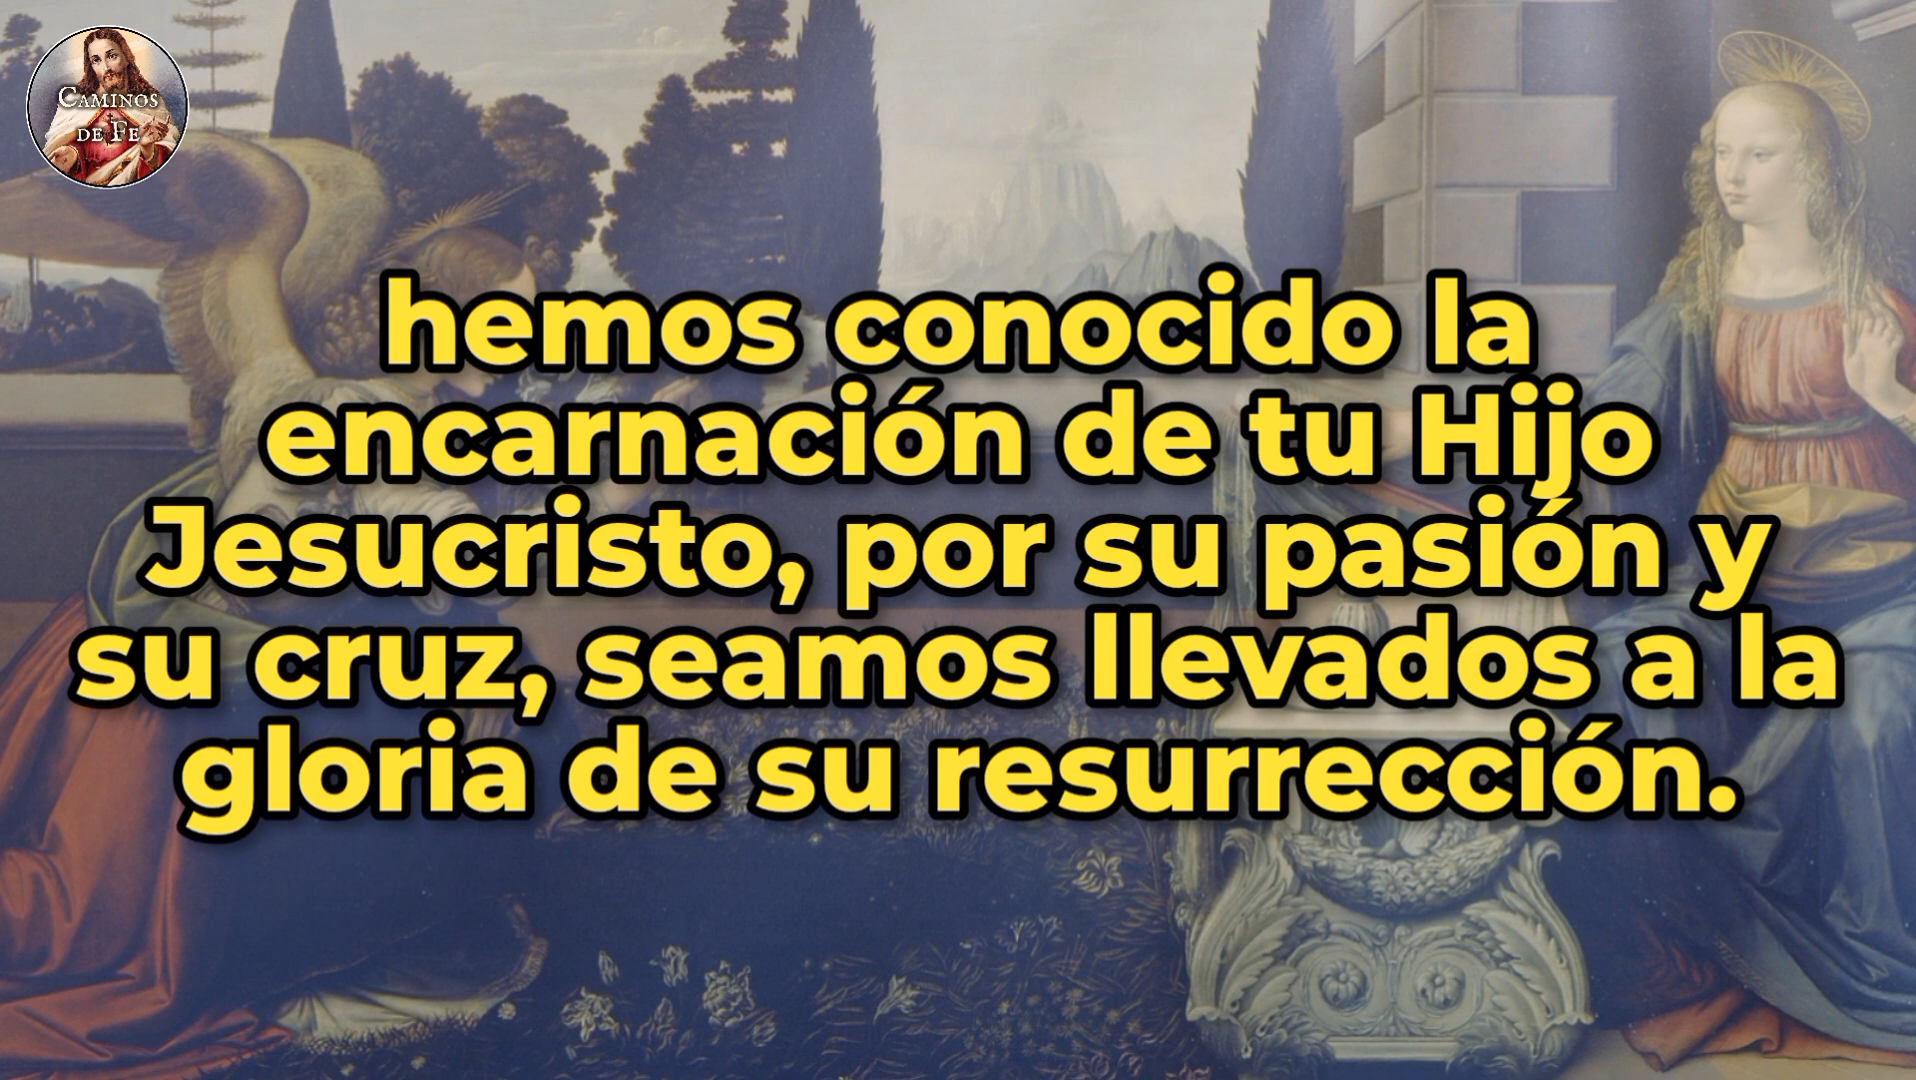 CAMINOS
DE FE
hemos conocido la
encarnación de tu Hijo
Jesucristo, por su pasión y
su cruz, seamos llevados a la
gloria de su resurrección.